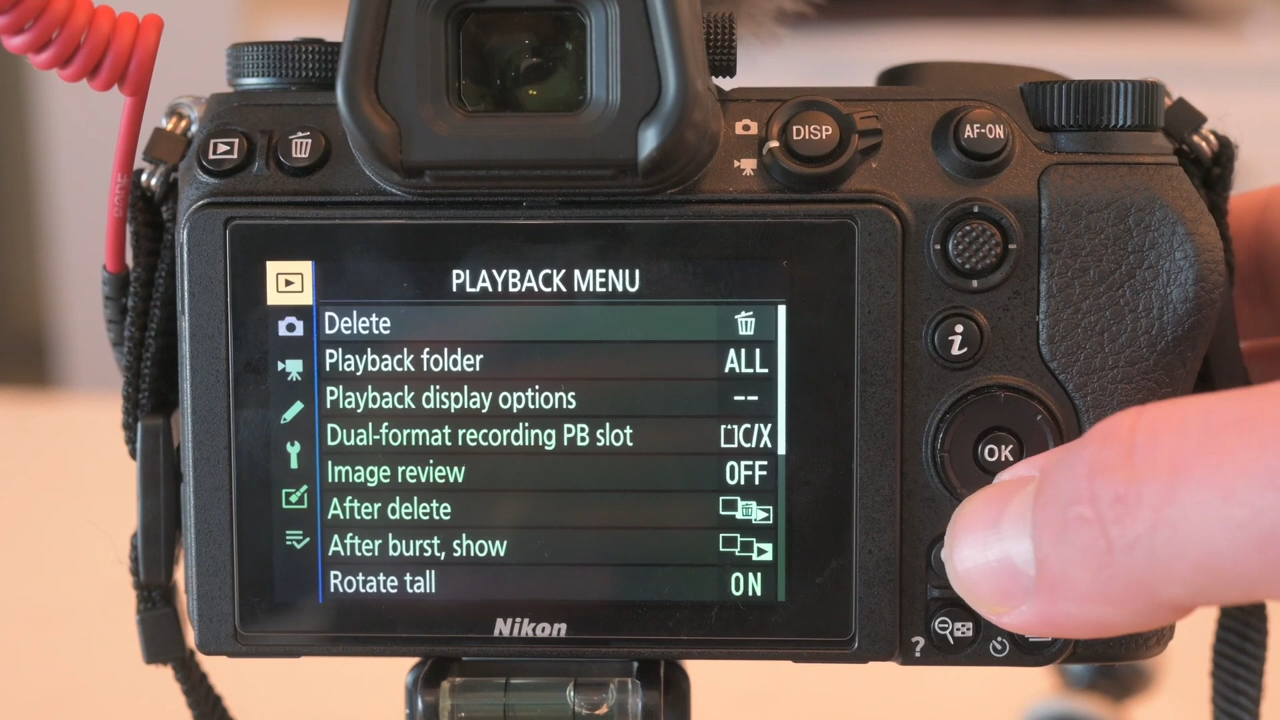 DISP
AF-ON
PLAYBACK MENU
Delete
Playback folder ALL
Playback display options --
Dual-format recording PB slot C/X
Image review OFF
After delete
After burst, show
Rotate tall ON
i
OK
Nikon
?
RODE